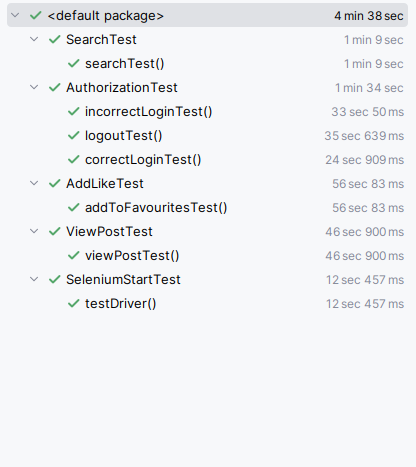 <default package> 4 min 38 sec
SearchTest 1 min 9 sec
searchTest() 1 min 9 sec
AuthorizationTest 1 min 34 sec
incorrectLoginTest() 33 sec 50 ms
logoutTest() 35 sec 639 ms
correctLoginTest() 24 sec 909 ms
AddLikeTest 56 sec 83 ms
addToFavouritesTest() 56 sec 83 ms
ViewPostTest 46 sec 900 ms
viewPostTest() 46 sec 900 ms
SeleniumStartTest 12 sec 457 ms
testDriver() 12 sec 457 ms